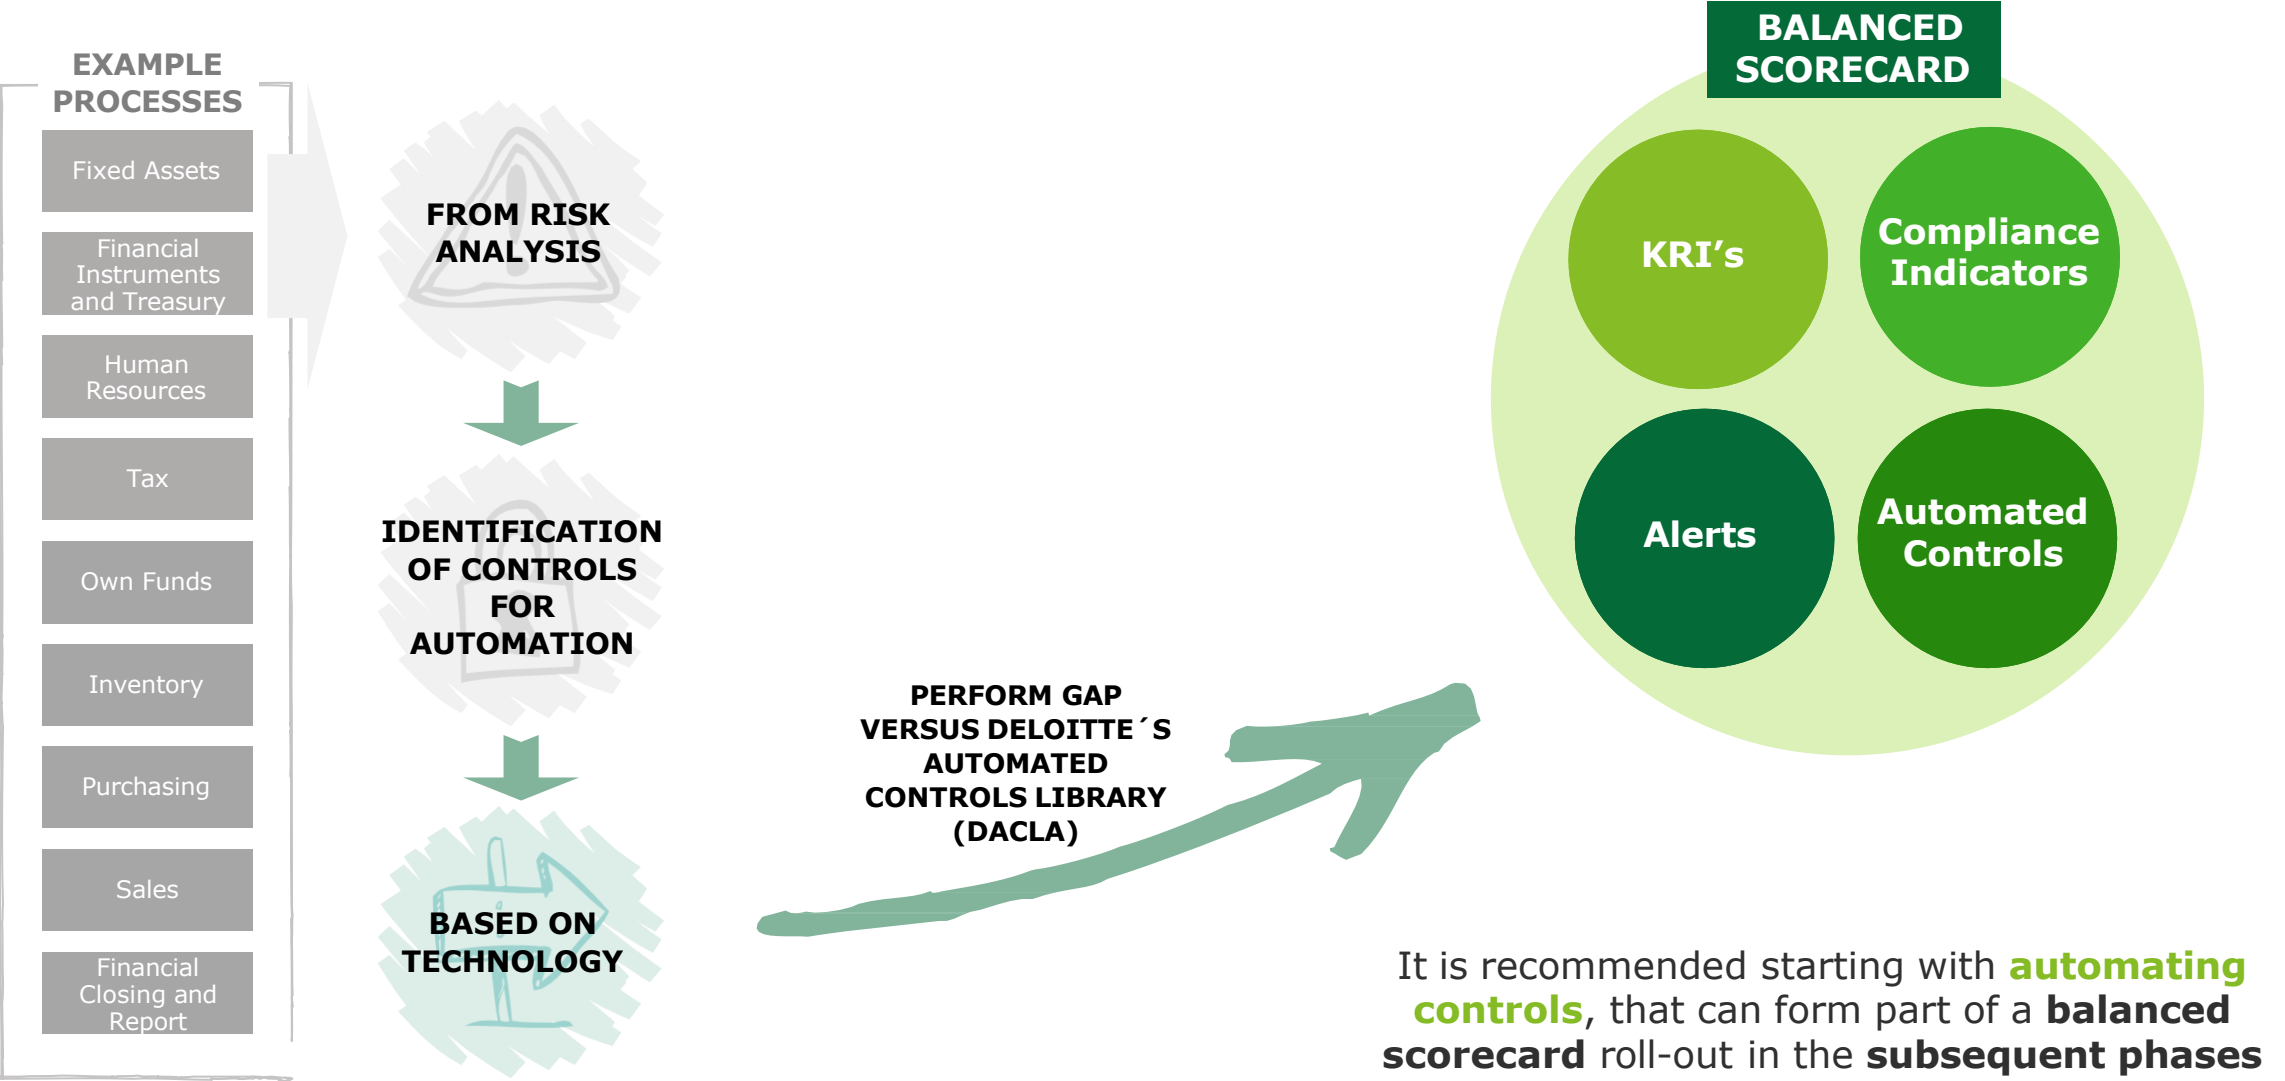 EXAMPLE
PROCESSES
Fixed Assets
Financial
Instruments
and Treasury
Human
Resources
Tax
Own Funds
Inventory
Purchasing
Sales
Financial
Closing and
Report
FROM RISK
ANALYSIS
IDENTIFICATION
OF CONTROLS
FOR
AUTOMATION
BASED ON
TECHNOLOGY
PERFORM GAP
VERSUS DELOITTE´S
AUTOMATED
CONTROLS LIBRARY
(DACLA)
BALANCED
SCORECARD
KRI’s
Compliance
Indicators
Alerts
Automated
Controls
It is recommended starting with automating
controls, that can form part of a balanced
scorecard roll-out in the subsequent phases